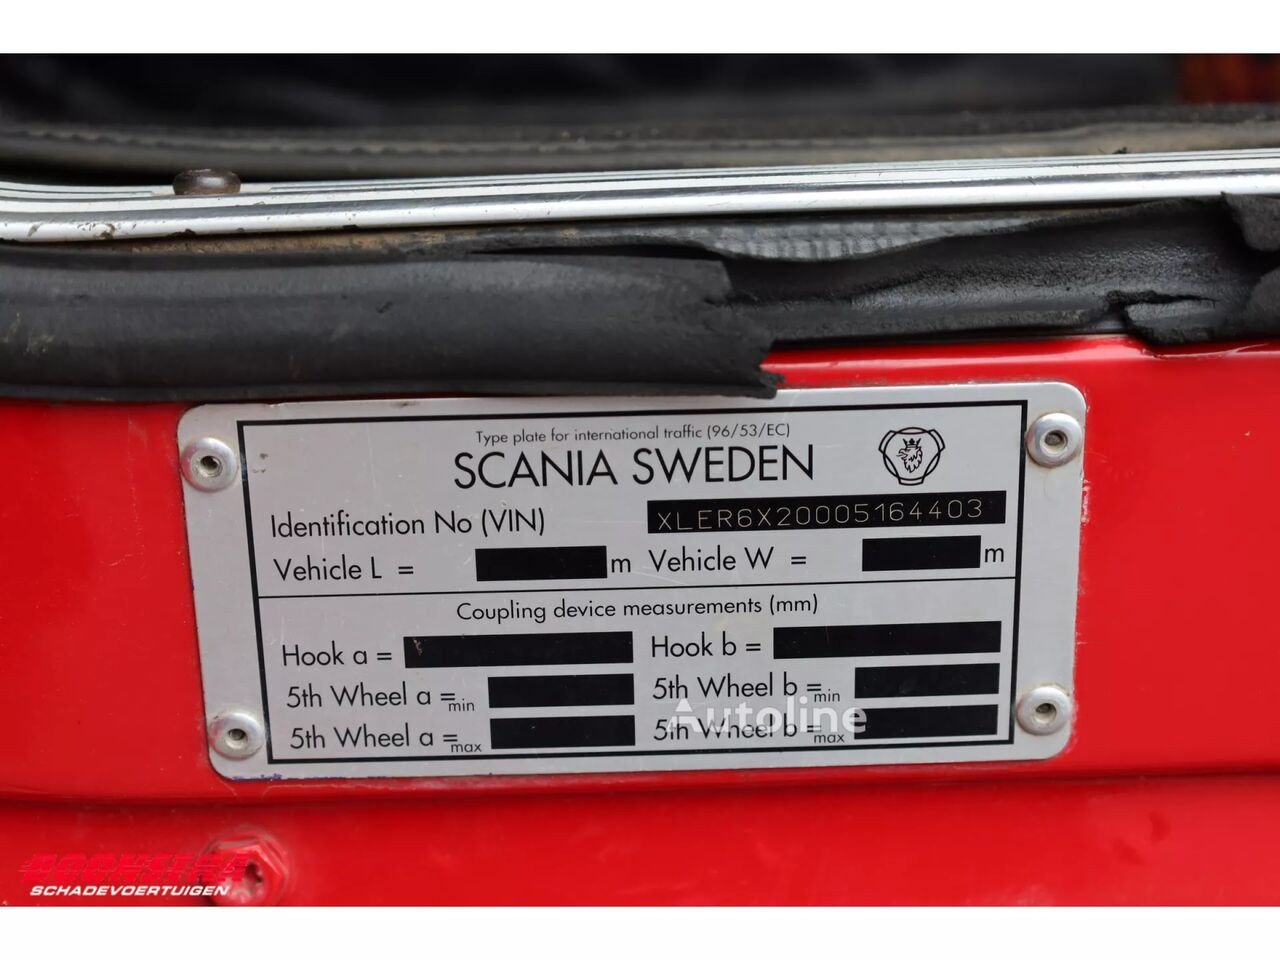 Type plate for international traffic (96/53/EC)
SCANIA SWEDEN
Identification No (VIN) XLER6X20005164403
Vehicle L = m Vehicle W = m
Coupling device measurements (mm)
Hook a = Hook b =
5th Wheel a =min 5th Wheel b =min
5th Wheel a =max 5th Wheel b =max
Autoline
SCHADEVOERTUIGEN